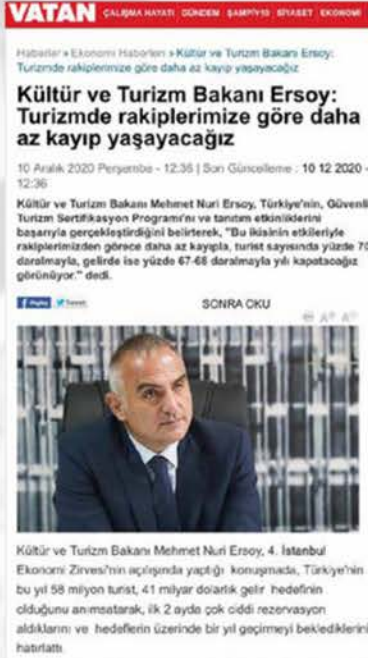 VATAN ÇALIŞMA HAYATI GÜNDEM ŞAMPİY10 SİYASET EKONOMİ
Haberler » Ekonomi Haberleri » Kültür ve Turizm Bakanı Ersoy:
Turizmde rakiplerimize göre daha az kayıp yaşayacağız
Kültür ve Turizm Bakanı Ersoy:
Turizmde rakiplerimize göre daha
az kayıp yaşayacağız
10 Aralık 2020 Perşembe - 12:36 | Son Güncelleme : 10 12 2020 -
12:36
Kültür ve Turizm Bakanı Mehmet Nuri Ersoy, Türkiye'nin, Güvenli
Turizm Sertifikasyon Programı'nı ve tanıtım etkinliklerini
başarıyla gerçekleştirdiğini belirterek, "Bu ikisinin etkileriyle
rakiplerimizden görece daha az kayıpla, turist sayısında yüzde 70
daralmayla, gelirde ise yüzde 67-68 daralmayla yılı kapatacağız
görünüyor." dedi.
Paylaş Tweet SONRA OKU
Kültür ve Turizm Bakanı Mehmet Nuri Ersoy, 4. İstanbul
Ekonomi Zirvesi'nin açılışında yaptığı konuşmada, Türkiye'nin
bu yıl 58 milyon turist, 41 milyar dolarlık gelir hedefinin
olduğunu anımsatarak, ilk 2 ayda çok ciddi rezervasyon
aldıklarını ve hedeflerin üzerinde bir yıl geçirmeyi beklediklerini
hatırlattı.